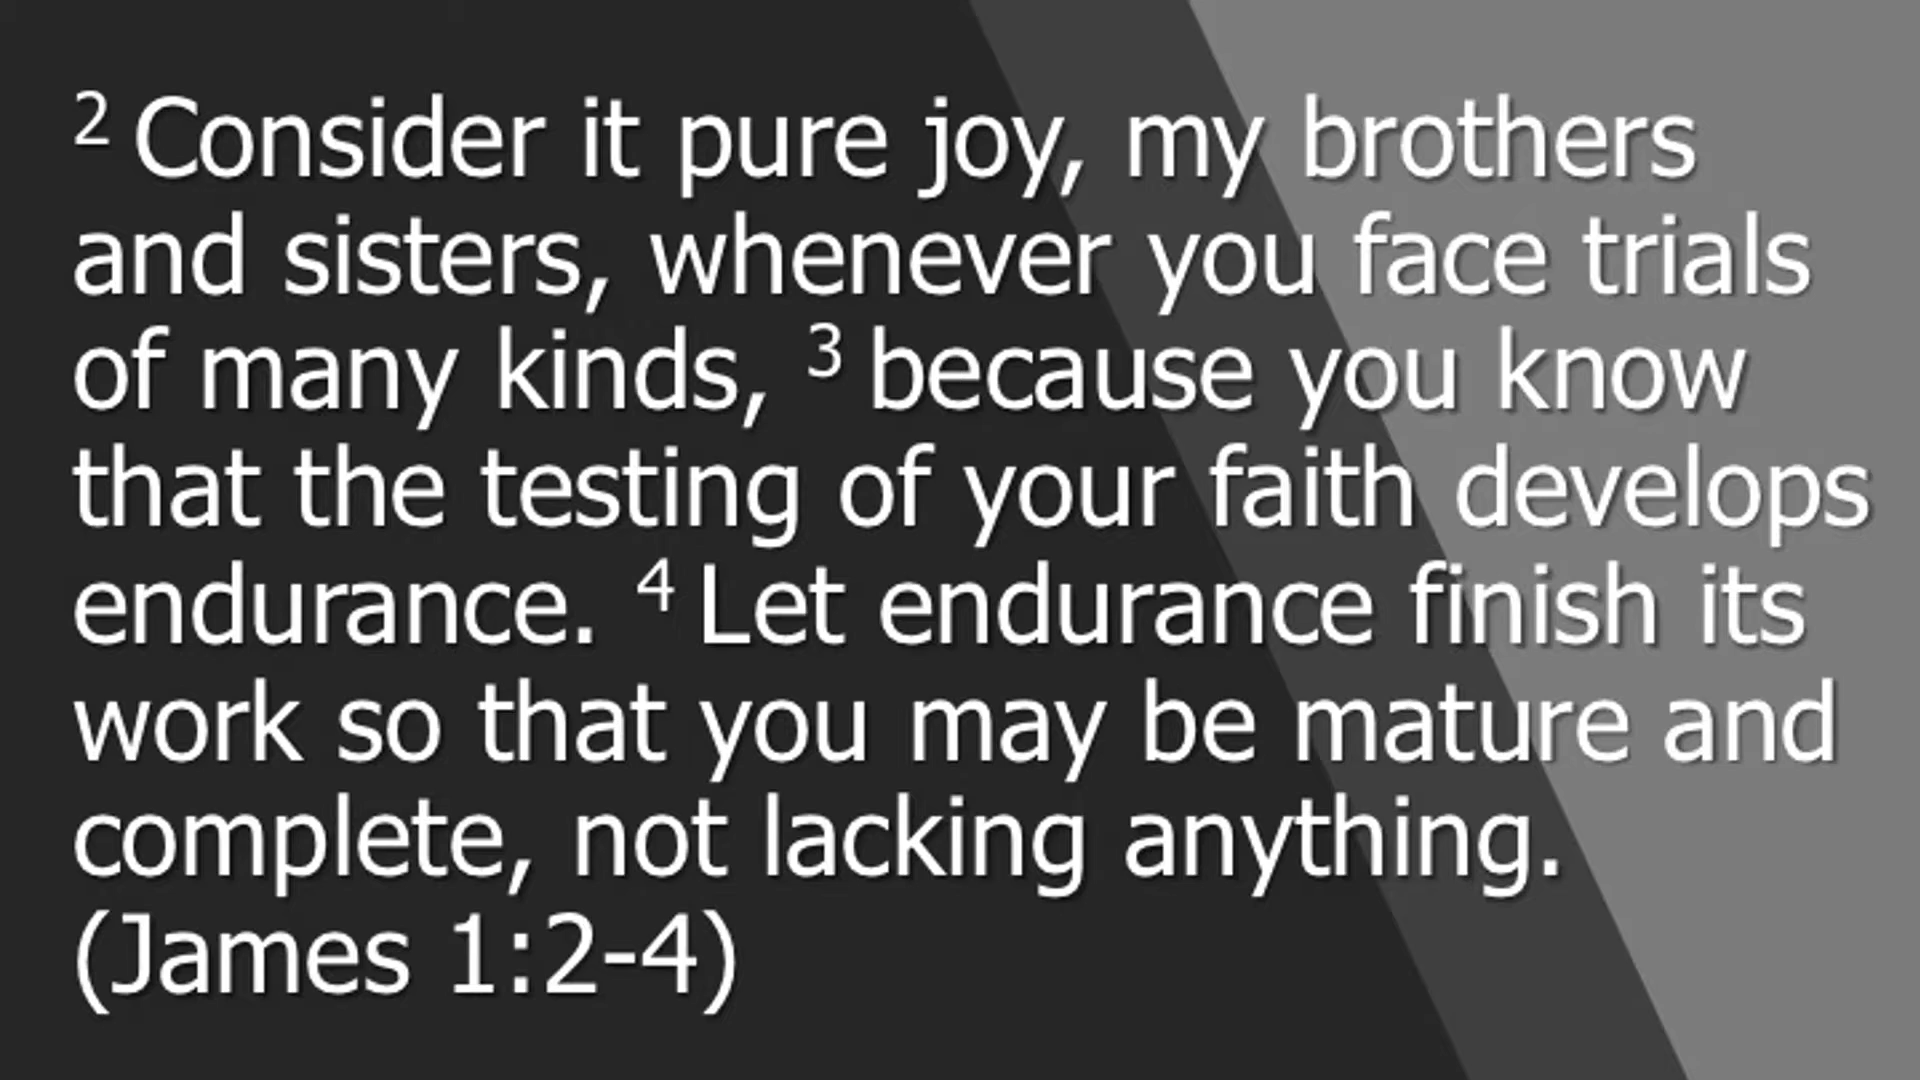 ² Consider it pure joy, my brothers
and sisters, whenever you face trials
of many kinds, ³ because you know
that the testing of your faith develops
endurance. ⁴ Let endurance finish its
work so that you may be mature and
complete, not lacking anything.
(James 1:2-4)